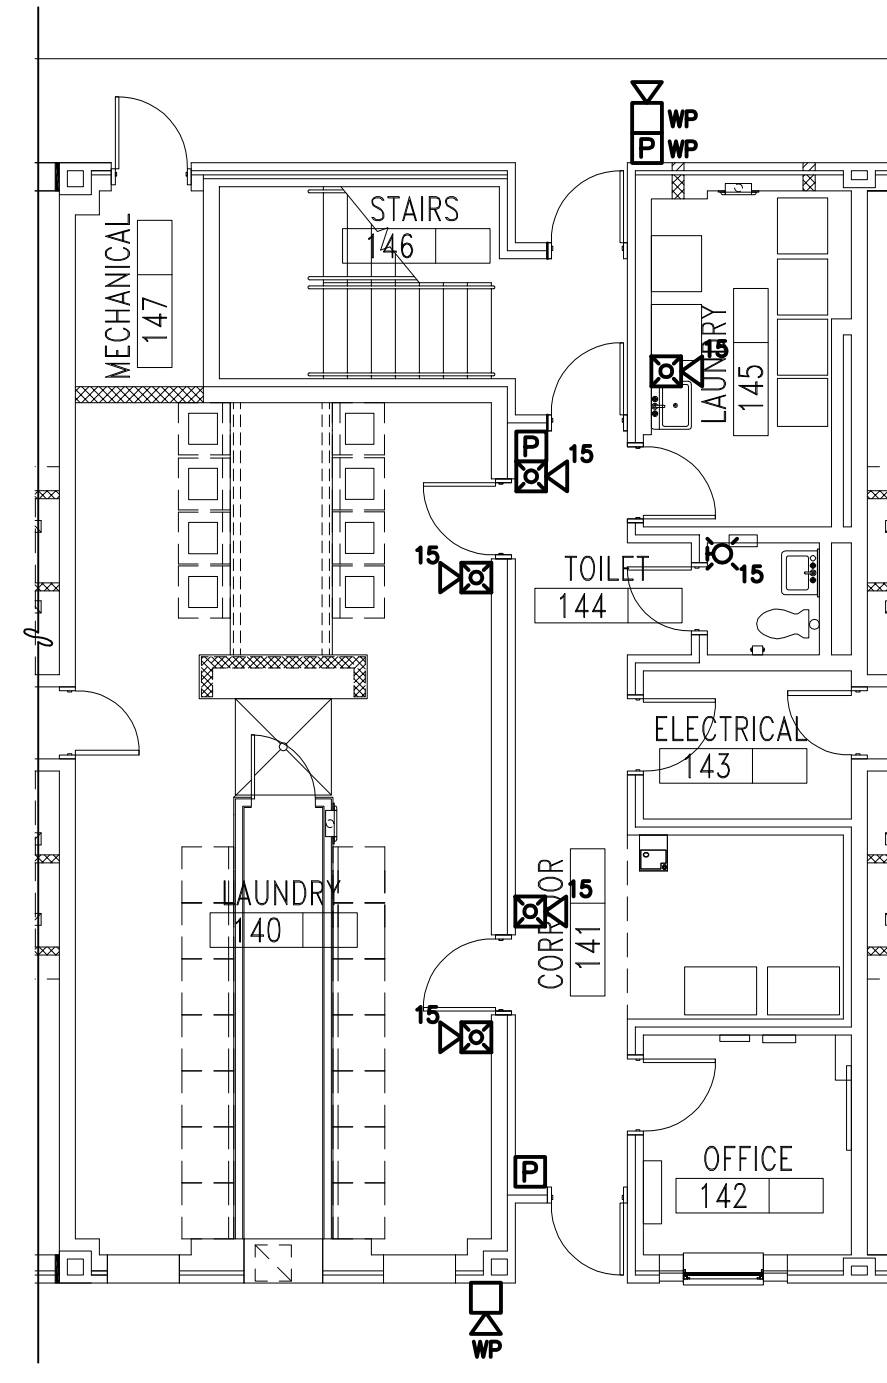 WP
P WP
STAIRS
146
MECHANICAL
147
LAUNDRY
145
15
P
15
15
TOILET
144
15
ELECTRICAL
143
LAUNDRY
140
15
CORRIDOR
141
15
P
OFFICE
142
WP